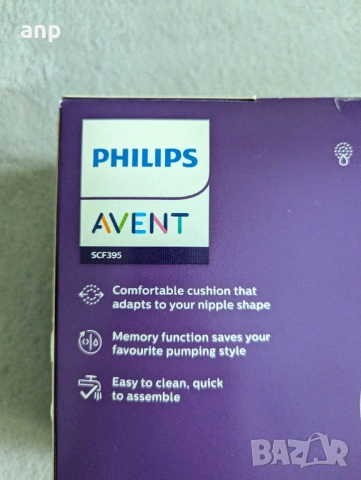 anp
PHILIPS
AVENT
SCF395
Comfortable cushion that
adapts to your nipple shape
Memory function saves your
favourite pumping style
Easy to clean, quick
to assemble
BAZAR